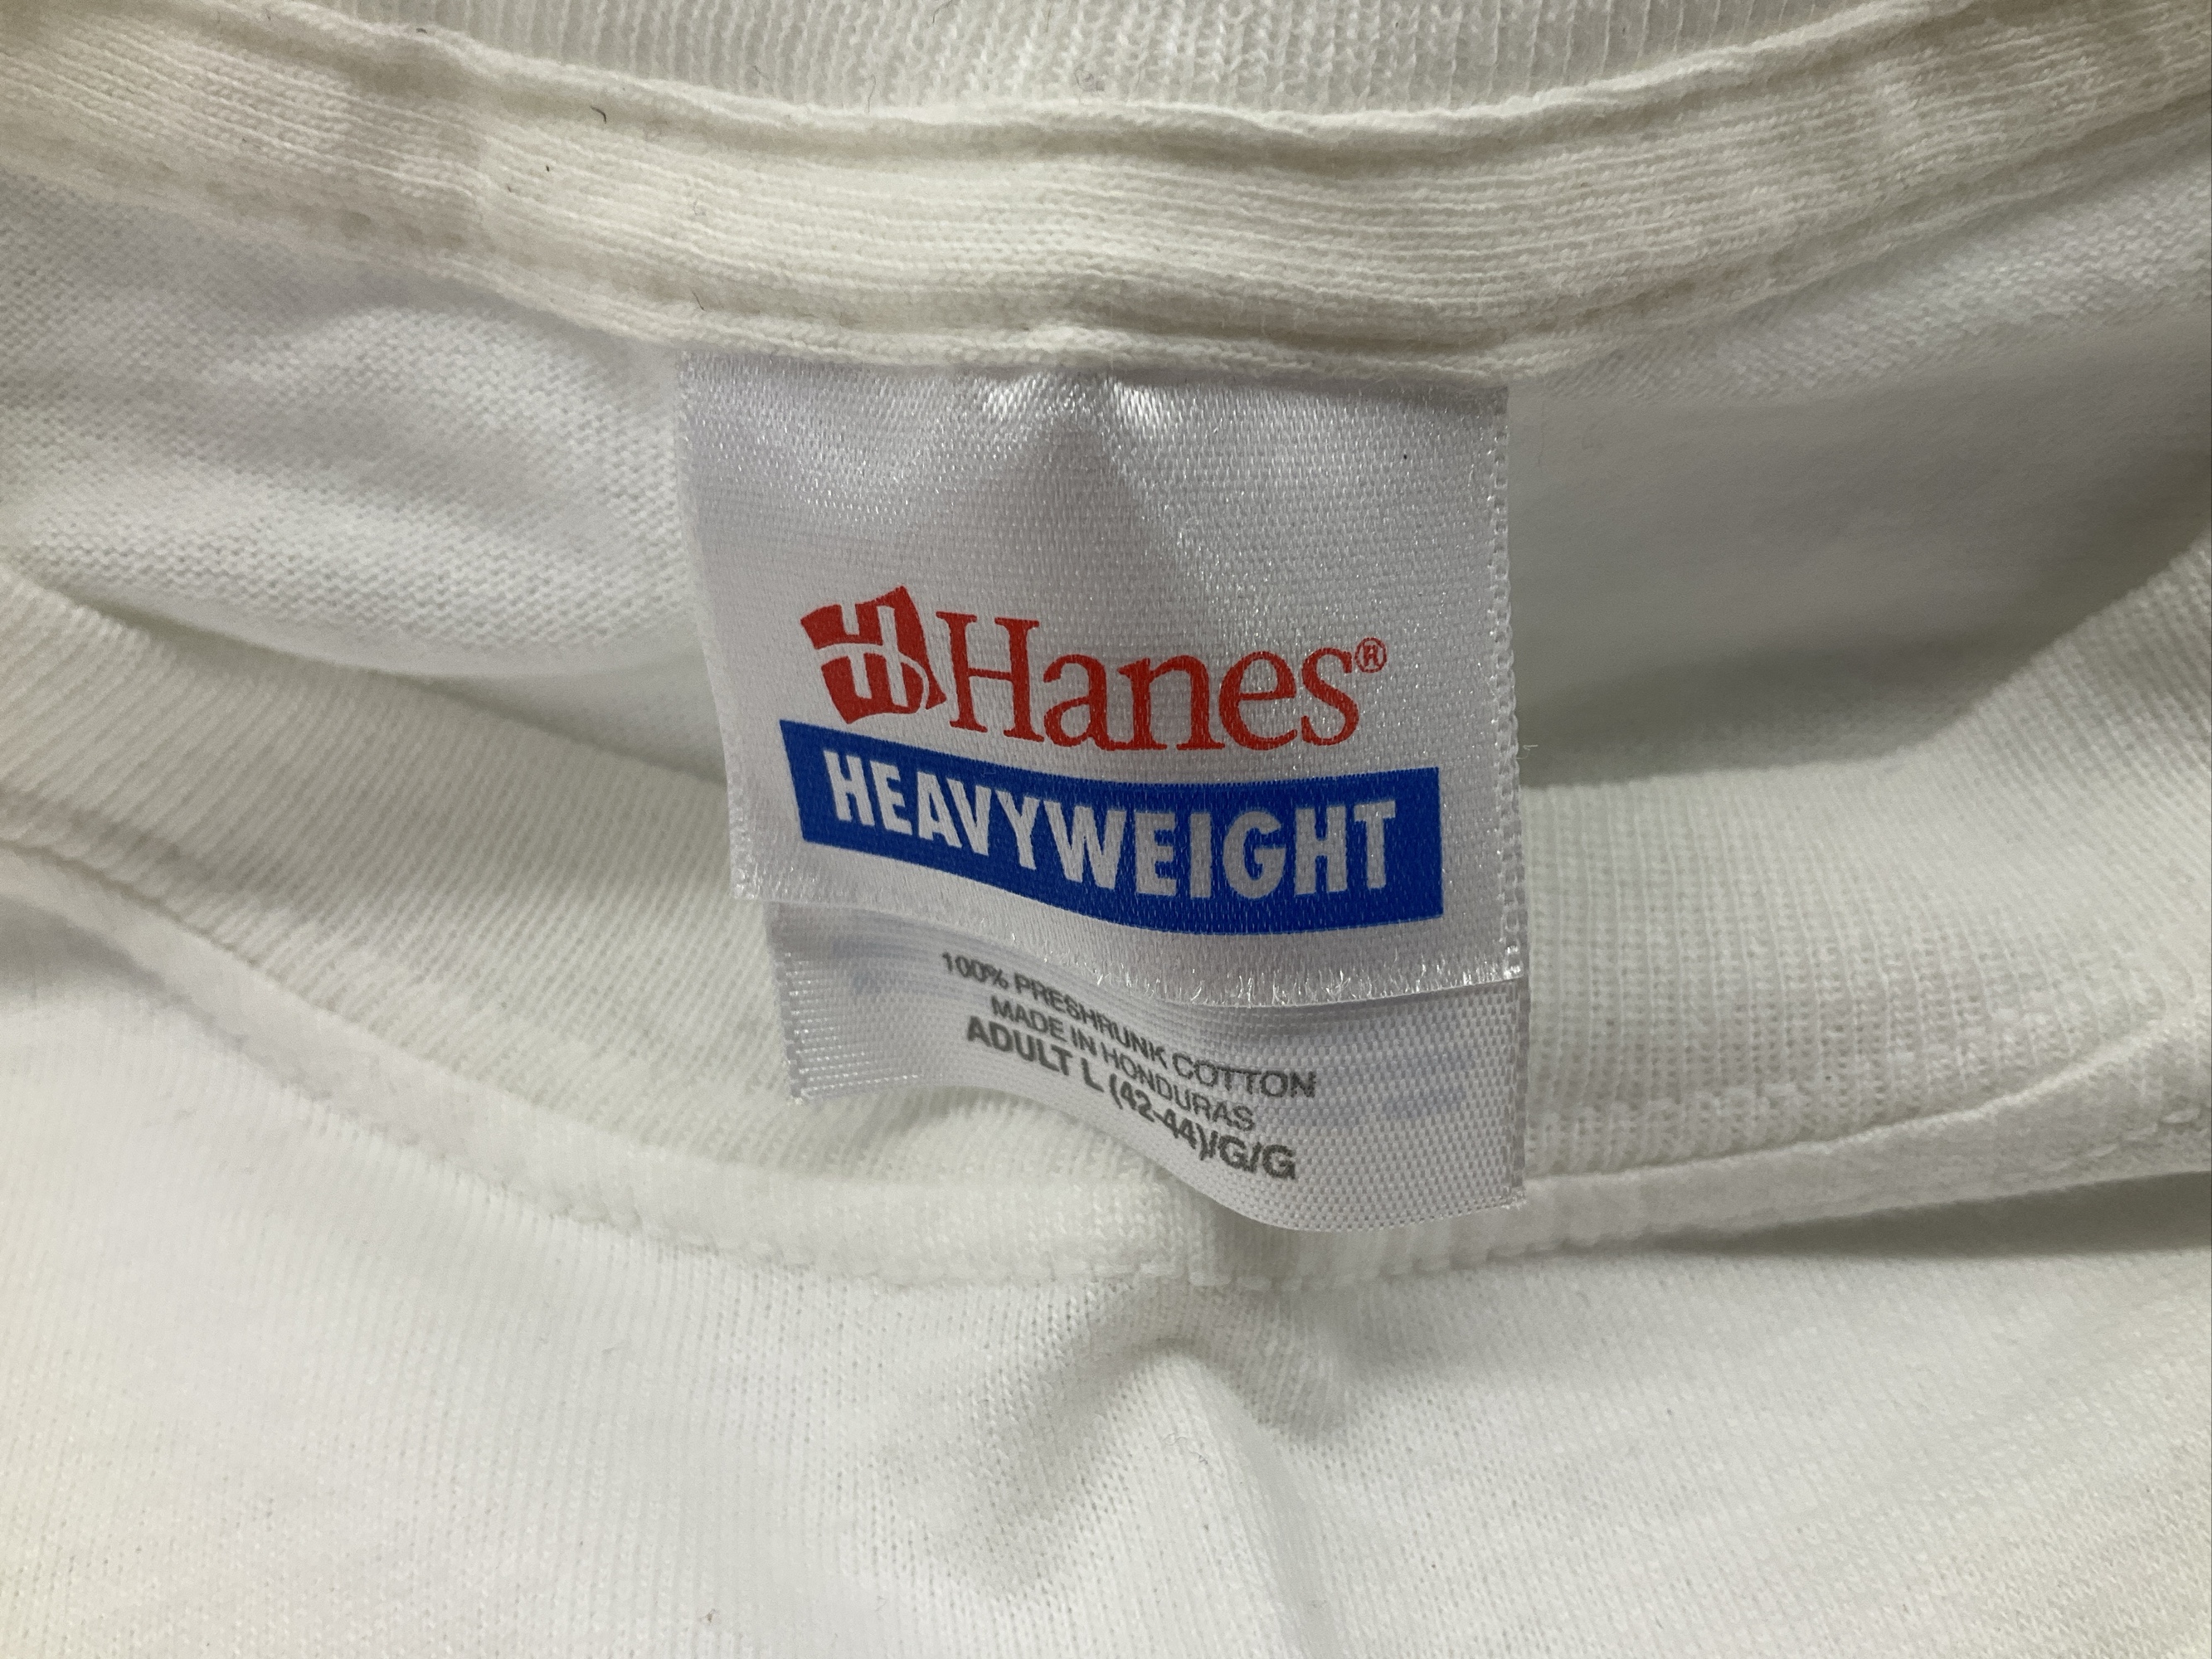 Hanes®
HEAVYWEIGHT
100% PRESHRUNK COTTON
MADE IN HONDURAS
ADULT L (42-44)/G/G